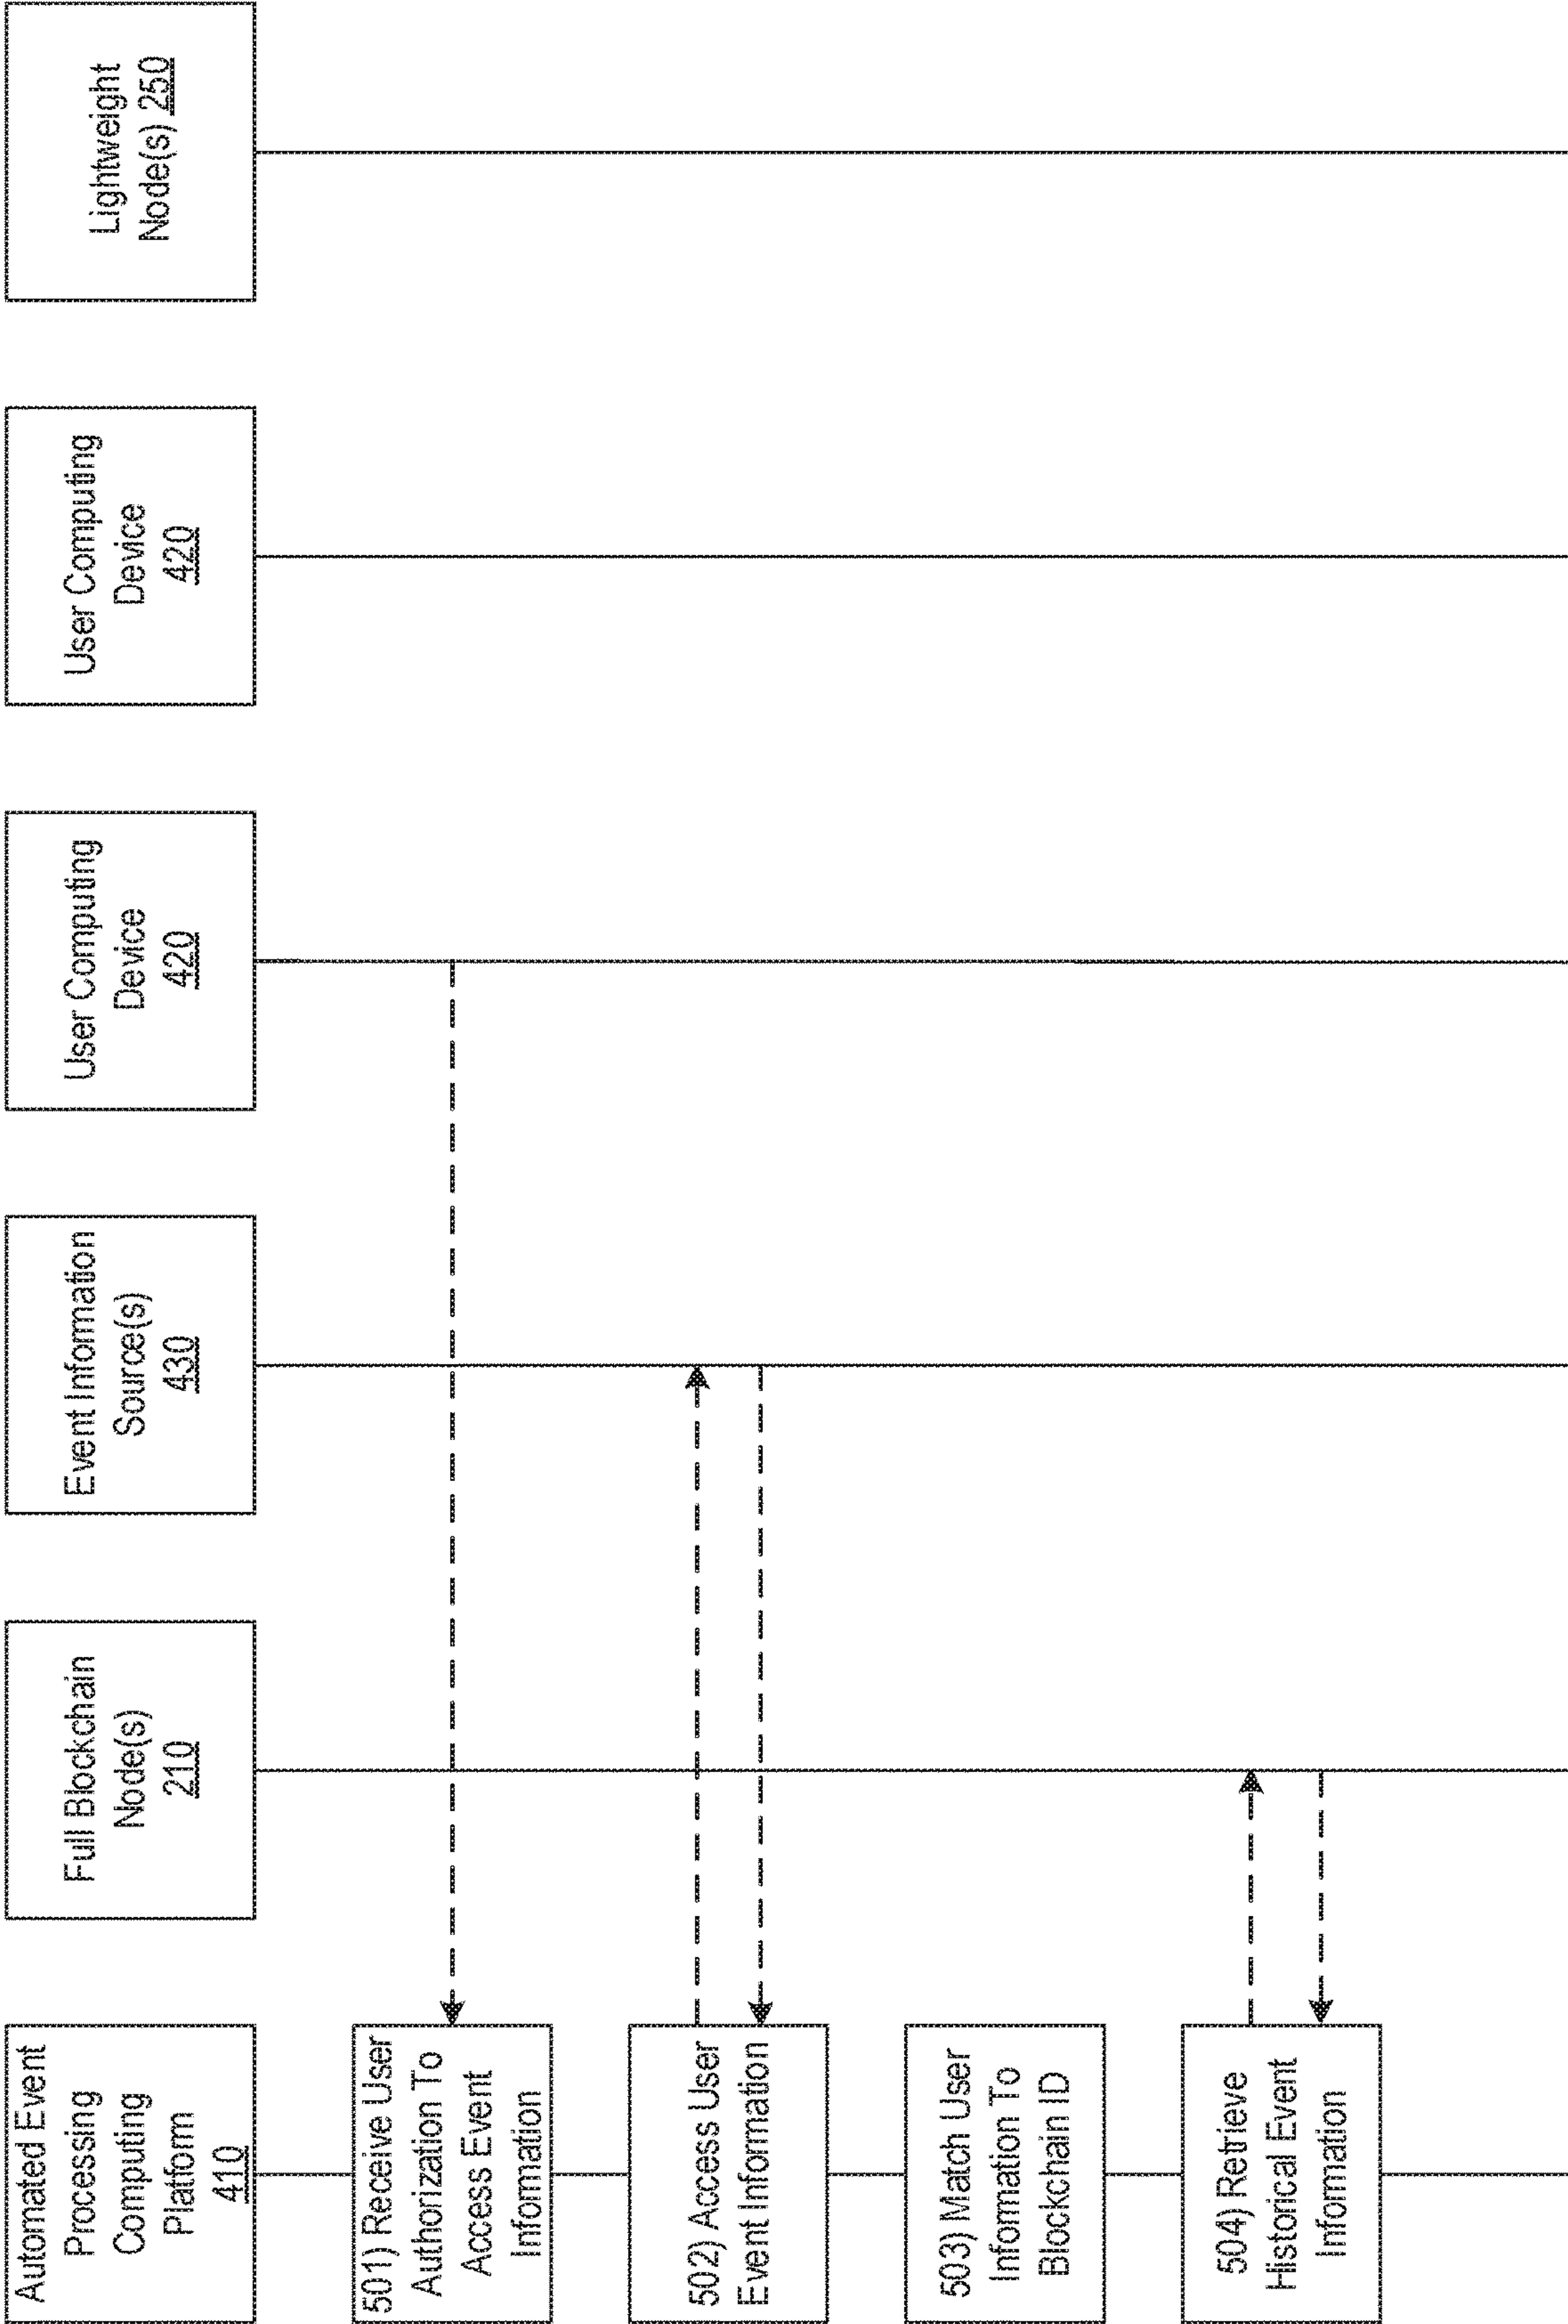 Automated Event
Processing
Computing
Platform
410
Full Blockchain
Node(s)
210
Event Information
Source(s)
430
User Computing
Device
420
User Computing
Device
420
Lightweight
Node(s) 250
501) Receive User
Authorization To
Access Event
Information
502) Access User
Event Information
503) Match User
Information To
Blockchain ID
504) Retrieve
Historical Event
Information